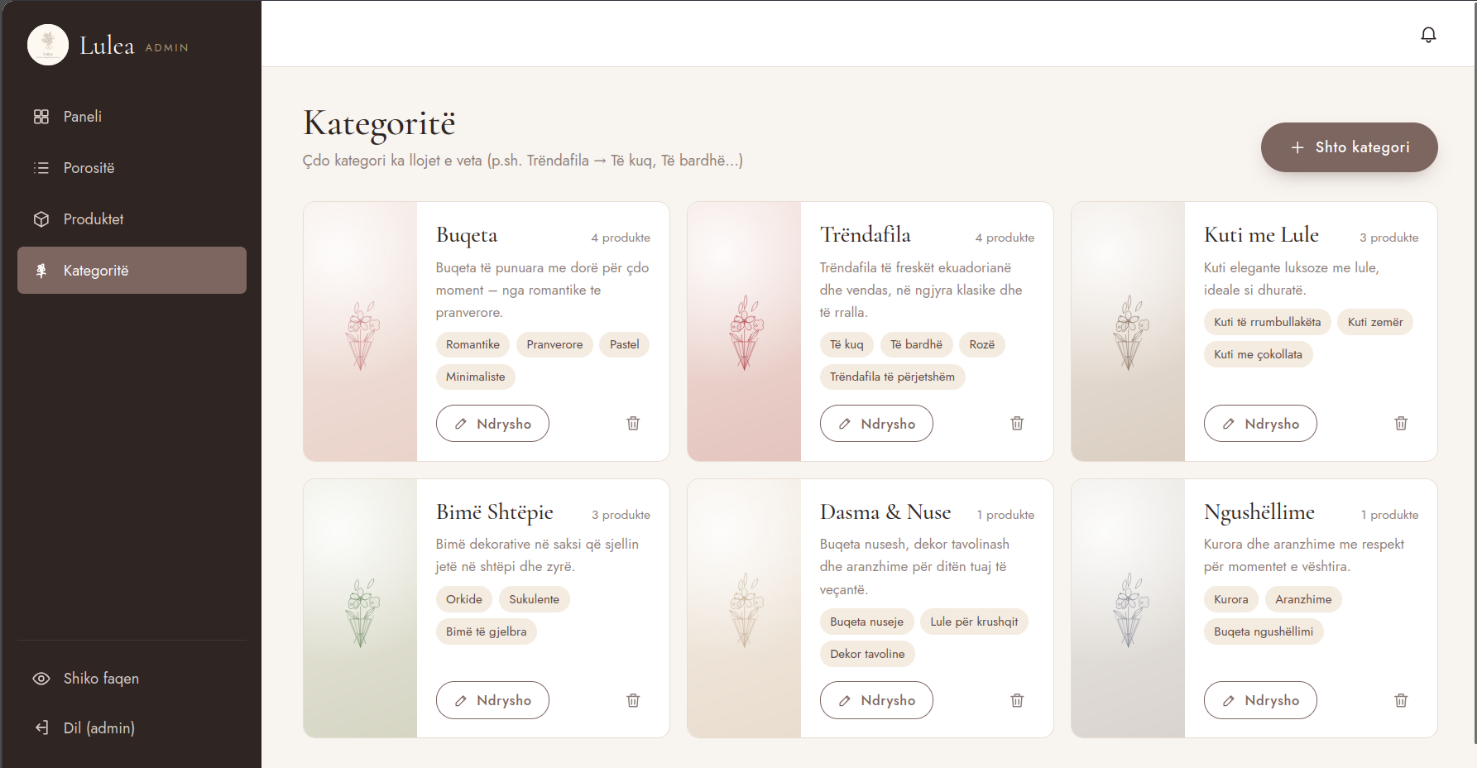 Lulea ADMIN
Paneli
Porositë
Produktet
Kategoritë
Shiko faqen
Dil (admin)
Kategoritë
Çdo kategori ka llojet e veta (p.sh. Trëndafila → Të kuq, Të bardhë...)
+ Shto kategori
Buqeta 4 produkte
Buqeta të punuara me dorë për çdo
moment – nga romantike te
pranverore.
Romantike Pranverore Pastel
Minimaliste
Ndrysho
Trëndafila 4 produkte
Trëndafila të freskët ekuadorianë
dhe vendas, në ngjyra klasike dhe
të rralla.
Të kuq Të bardhë Rozë
Trëndafila të përjetshëm
Ndrysho
Kuti me Lule 3 produkte
Kuti elegante luksoze me lule,
ideale si dhuratë.
Kuti të rrumbullakëta Kuti zemër
Kuti me çokollata
Ndrysho
Bimë Shtëpie 3 produkte
Bimë dekorative në saksi që sjellin
jetë në shtëpi dhe zyrë.
Orkide Sukulente
Bimë të gjelbra
Ndrysho
Dasma & Nuse 1 produkte
Buqeta nusesh, dekor tavolinash
dhe aranzhime për ditën tuaj të
veçantë.
Buqeta nuseje Lule për krushqit
Dekor tavoline
Ndrysho
Ngushëllime 1 produkte
Kurora dhe aranzhime me respekt
për momentet e vështira.
Kurora Aranzhime
Buqeta ngushëllimi
Ndrysho